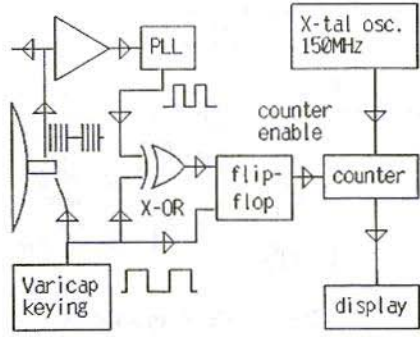 PLL
X-tal osc.
150MHz
counter
enable
X-OR
flip-
flop
counter
Varicap
keying
display